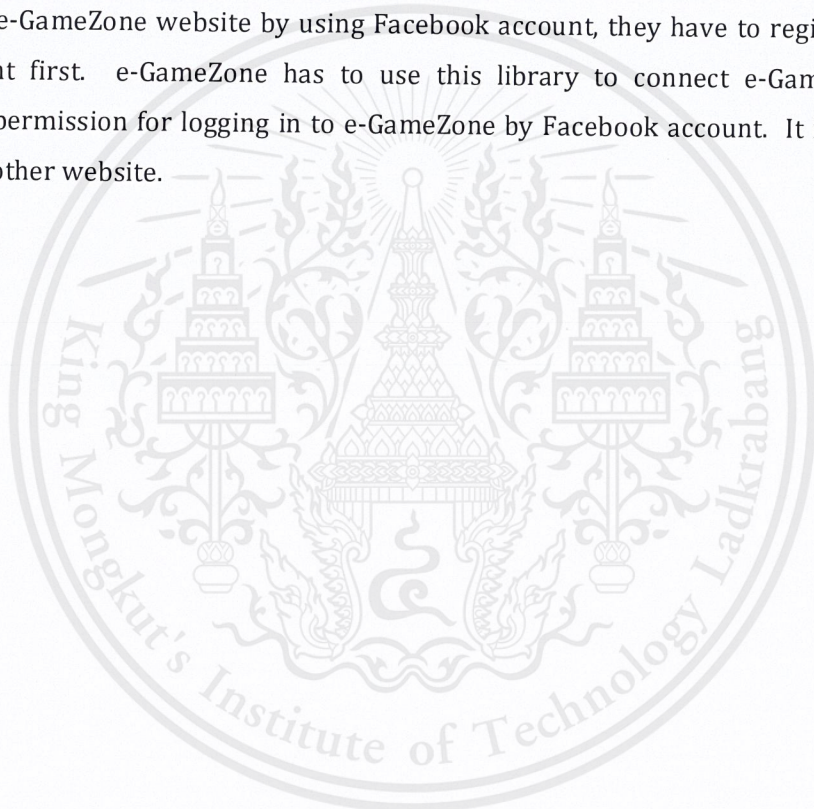 e-GameZone website by using Facebook account, they have to regi
nt first. e-GameZone has to use this library to connect e-Gam
permission for logging in to e-GameZone by Facebook account. It
other website.
King Mongkut's Institute of Technology Ladkrabang